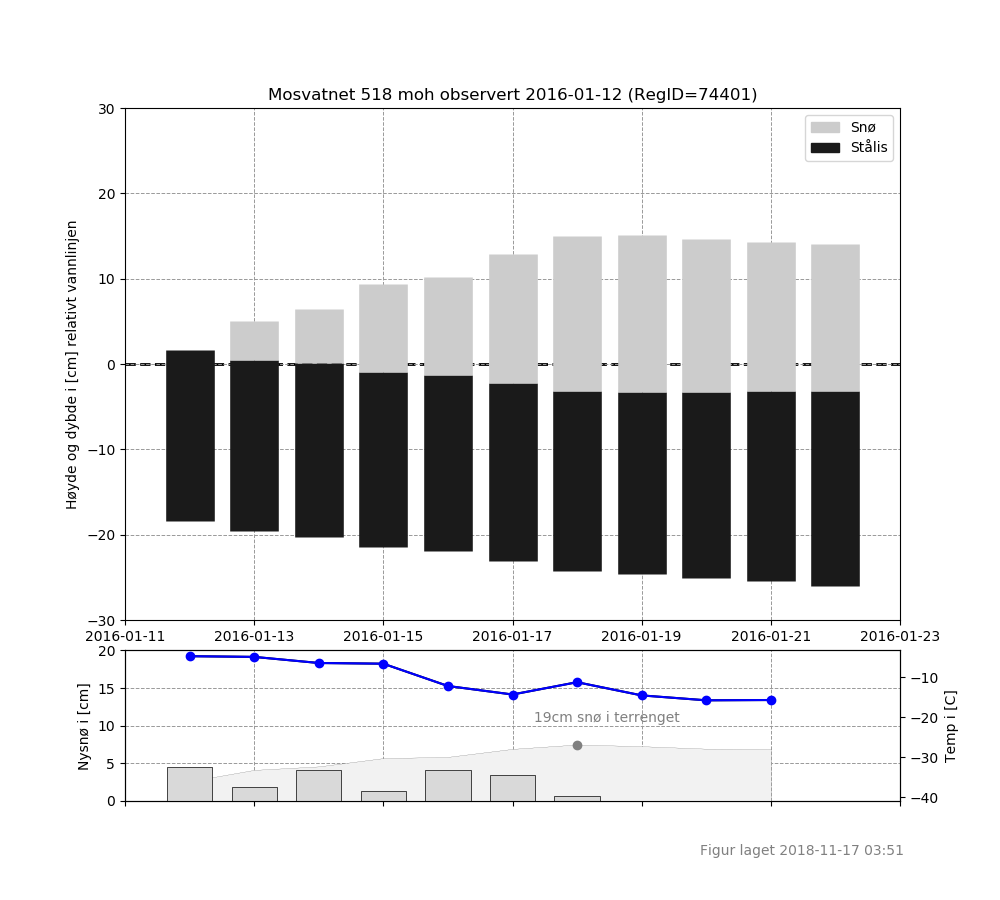 Mosvatnet 518 moh observert 2016-01-12 (RegID=74401)
30
20
10
0
−10
−20
−30
Høyde og dybde i [cm] relativt vannlinjen
Snø
Stålis
2016-01-11 2016-01-13 2016-01-15 2016-01-17 2016-01-19 2016-01-21 2016-01-23
20
15
10
5
0
Nysnø i [cm]
19cm snø i terrenget
−10
−20
−30
−40
Temp i [C]
Figur laget 2018-11-17 03:51